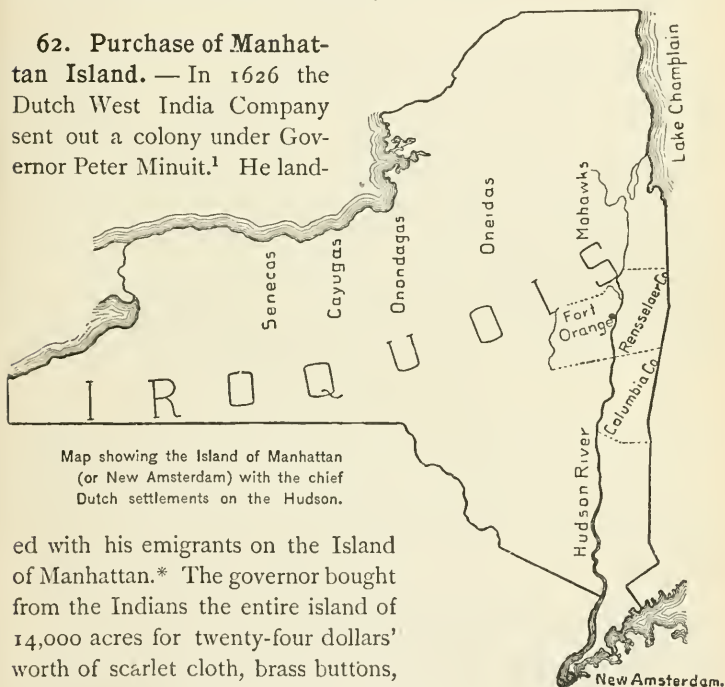 62. Purchase of Manhat-
tan Island. — In 1626 the
Dutch West India Company
sent out a colony under Gov-
ernor Peter Minuit.¹ He land-
Lake Champlain
Senecas
Cayugas
Onondagas
Oneidas
Mohawks
IROQUOIS
Fort
Orange
Rensselaer Co.
Columbia Co.
Hudson River
Map showing the Island of Manhattan
(or New Amsterdam) with the chief
Dutch settlements on the Hudson.
ed with his emigrants on the Island
of Manhattan.* The governor bought
from the Indians the entire island of
14,000 acres for twenty-four dollars'
worth of scarlet cloth, brass buttons,
New Amsterdam.